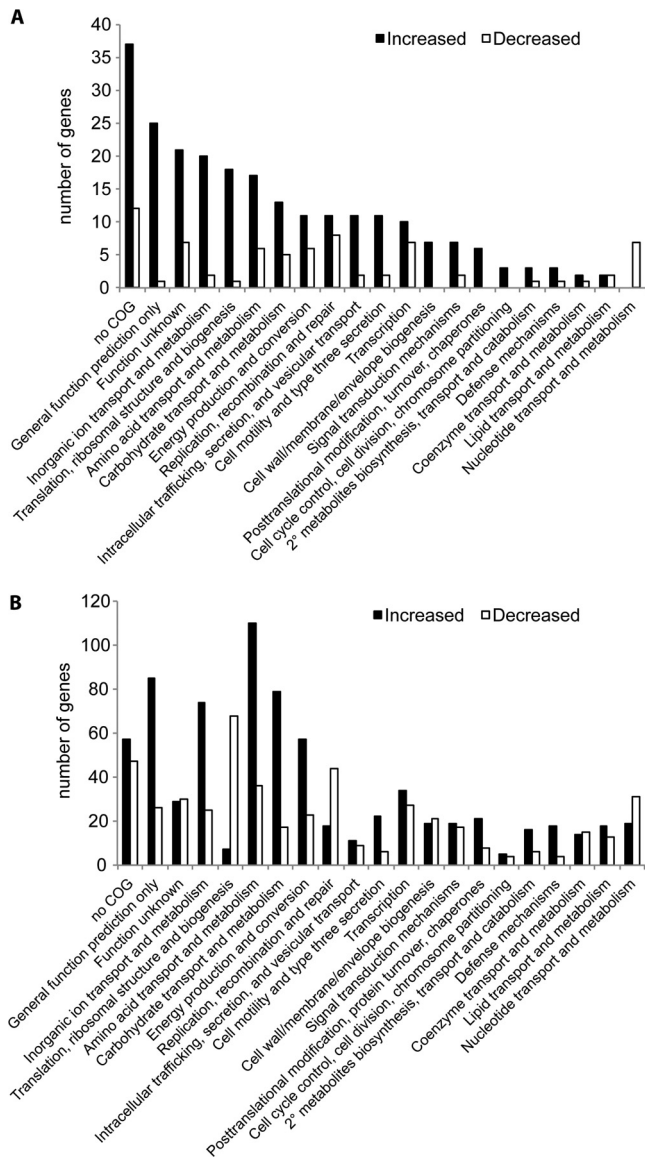 A
Increased Decreased
number of genes
40
35
30
25
20
15
10
5
0
no COG
General function prediction only
Function unknown
Inorganic ion transport and metabolism
Translation, ribosomal structure and biogenesis
Amino acid transport and metabolism
Carbohydrate transport and metabolism
Energy production and conversion
Replication, recombination and repair
Intracellular trafficking, secretion, and vesicular transport
Cell motility and type three secretion
Transcription
Cell wall/membrane/envelope biogenesis
Signal transduction mechanisms
Posttranslational modification, turnover, chaperones
Cell cycle control, cell division, chromosome partitioning
2° metabolites biosynthesis, transport and catabolism
Defense mechanisms
Coenzyme transport and metabolism
Lipid transport and metabolism
Nucleotide transport and metabolism
B
Increased Decreased
number of genes
120
100
80
60
40
20
0
no COG
General function prediction only
Function unknown
Inorganic ion transport and metabolism
Translation, ribosomal structure and biogenesis
Amino acid transport and metabolism
Carbohydrate transport and metabolism
Energy production and conversion
Replication, recombination and repair
Intracellular trafficking, secretion, and vesicular transport
Cell motility and type three secretion
Transcription
Cell wall/membrane/envelope biogenesis
Signal transduction mechanisms
Posttranslational modification, protein turnover, chaperones
Cell cycle control, cell division, chromosome partitioning
2° metabolites biosynthesis, transport and catabolism
Defense mechanisms
Coenzyme transport and metabolism
Lipid transport and metabolism
Nucleotide transport and metabolism